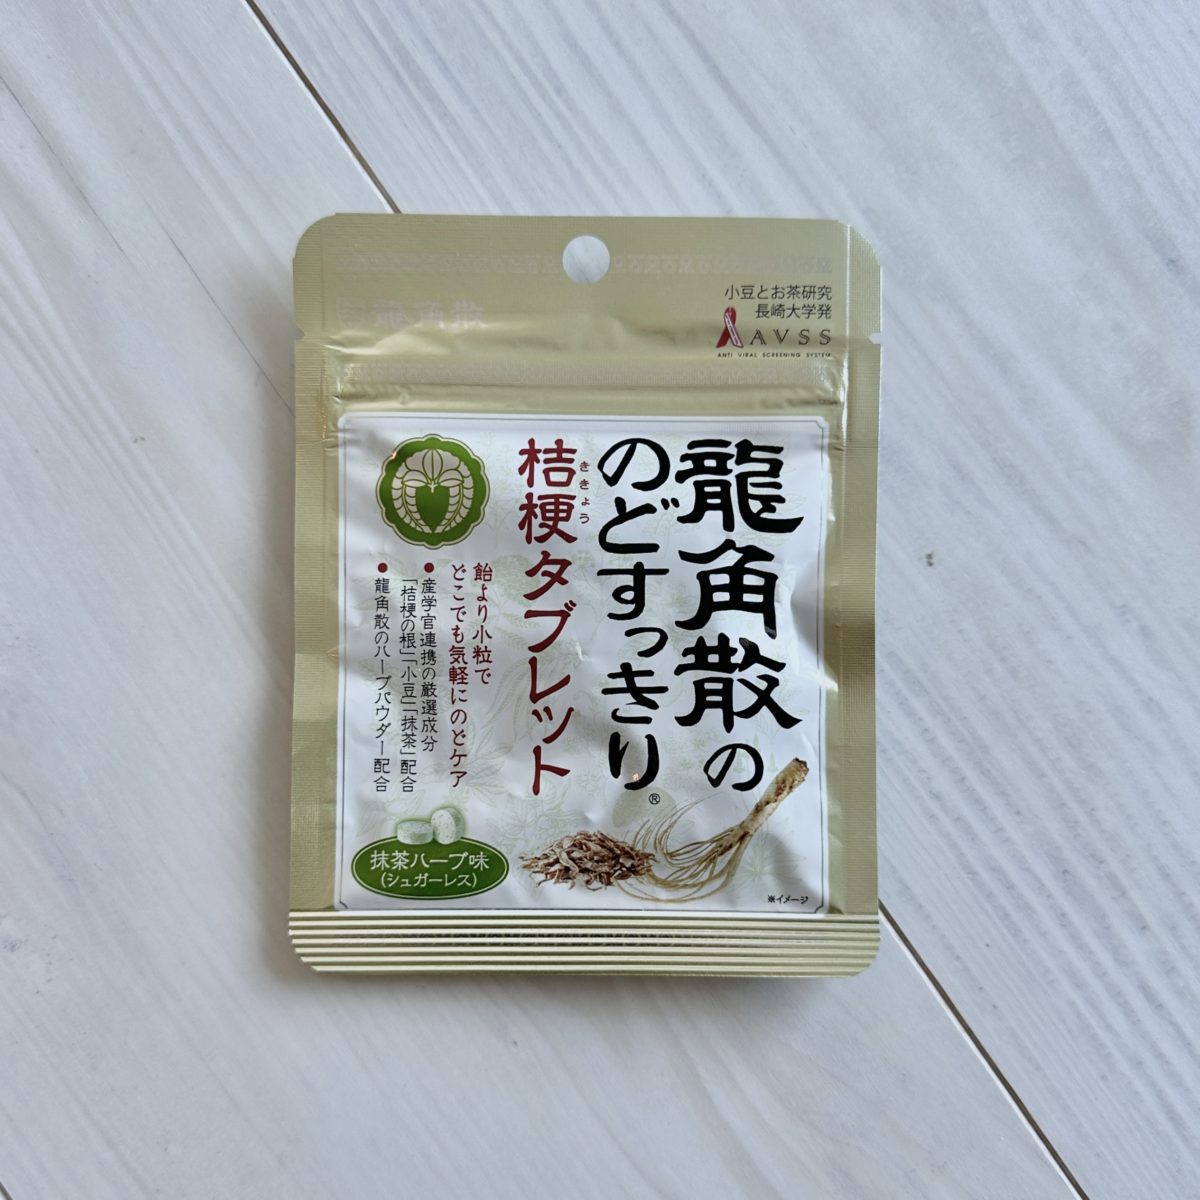 龍角散
小豆とお茶研究
長崎大学発
AVSS
ANTI VIRAL SCREENING SYSTEM
龍角散の
のどすっきり®
桔梗タブレット
ききょう
飴より小粒で
どこでも気軽にのどケア
●産学官連携の厳選成分
「桔梗の根」「小豆」「抹茶」配合
●龍角散のハーブパウダー配合
抹茶ハーブ味
(シュガーレス)
※イメージ